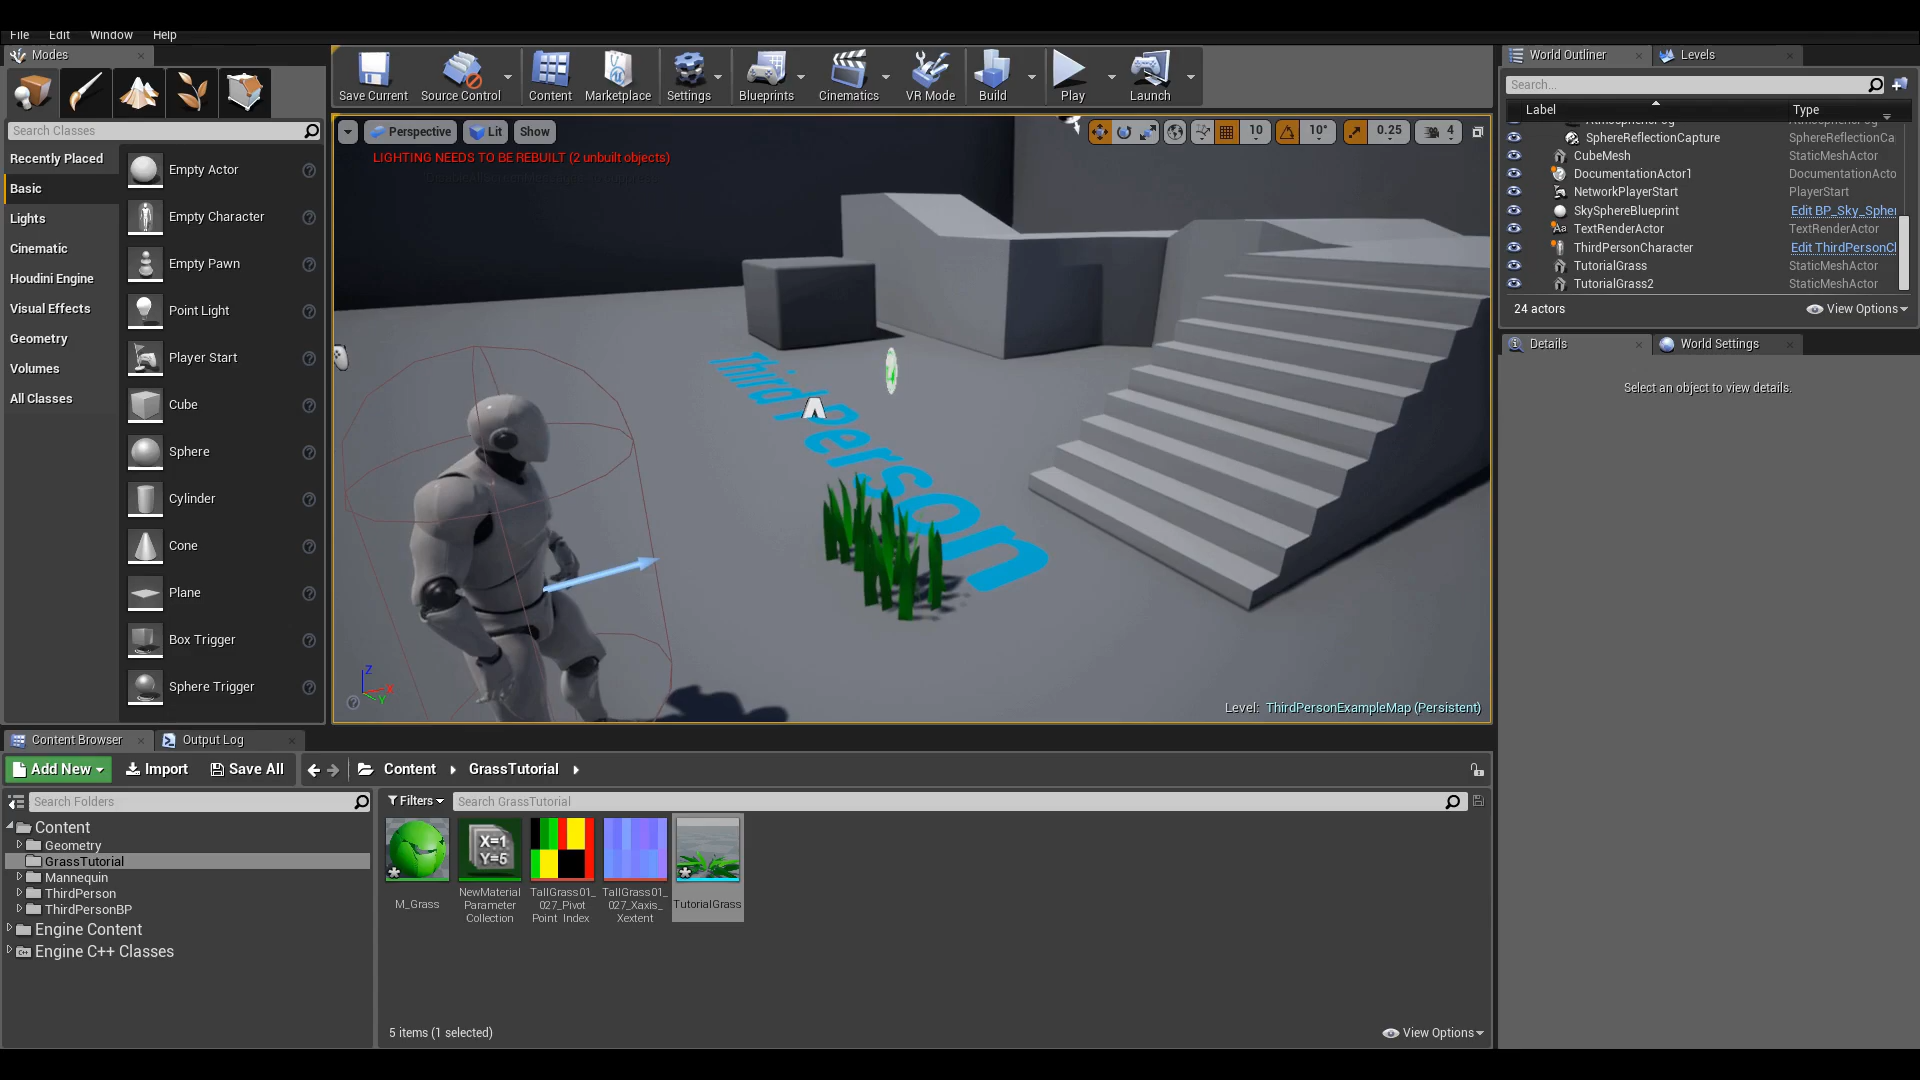 File Edit Window Help
Modes
Save Current
Source Control
Content
Marketplace
Settings
Blueprints
Cinematics
VR Mode
Build
Play
Launch
Search Classes
Recently Placed
Basic
Lights
Cinematic
Houdini Engine
Visual Effects
Geometry
Volumes
All Classes
Empty Actor
Empty Character
Empty Pawn
Point Light
Player Start
Cube
Sphere
Cylinder
Cone
Plane
Box Trigger
Sphere Trigger
Perspective Lit Show
10 10° 0.25 4
LIGHTING NEEDS TO BE REBUILT (2 unbuilt objects)
Third Person
Z
Level: ThirdPersonExampleMap (Persistent)
World Outliner Levels
Search...
Label Type
SphereReflectionCapture SphereReflectionCa
CubeMesh StaticMeshActor
DocumentationActor1 DocumentationActo
NetworkPlayerStart PlayerStart
SkySphereBlueprint Edit BP_Sky_Spher
TextRenderActor TextRenderActor
ThirdPersonCharacter Edit ThirdPersonCl
TutorialGrass StaticMeshActor
TutorialGrass2 StaticMeshActor
24 actors View Options
Details World Settings
Select an object to view details.
Content Browser Output Log
Add New Import Save All Content GrassTutorial
Search Folders
Content
Geometry
GrassTutorial
Mannequin
ThirdPerson
ThirdPersonBP
Engine Content
Engine C++ Classes
Filters Search GrassTutorial
X=1
Y=5
M_Grass
NewMaterial
Parameter
Collection
TallGrass01_
027_Pivot
Point_Index
TallGrass01_
027_Xaxis_
Xextent
TutorialGrass
5 items (1 selected) View Options